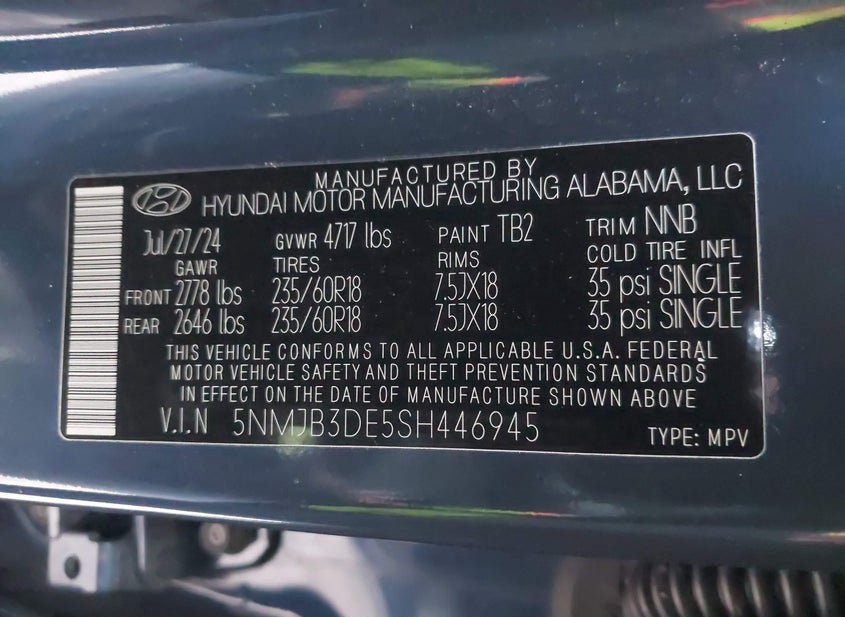 MANUFACTURED BY
HYUNDAI MOTOR MANUFACTURING ALABAMA, LLC
Jul/27/24 GVWR 4717 lbs PAINT TB2 TRIM NNB
GAWR TIRES RIMS COLD TIRE INFL
FRONT 2778 lbs 235/60R18 7.5JX18 35 psi SINGLE
REAR 2646 lbs 235/60R18 7.5JX18 35 psi SINGLE
THIS VEHICLE CONFORMS TO ALL APPLICABLE U.S.A. FEDERAL
MOTOR VEHICLE SAFETY AND THEFT PREVENTION STANDARDS
IN EFFECT ON THE DATE OF MANUFACTURE SHOWN ABOVE
V.I.N 5NMJB3DE5SH446945 TYPE: MPV